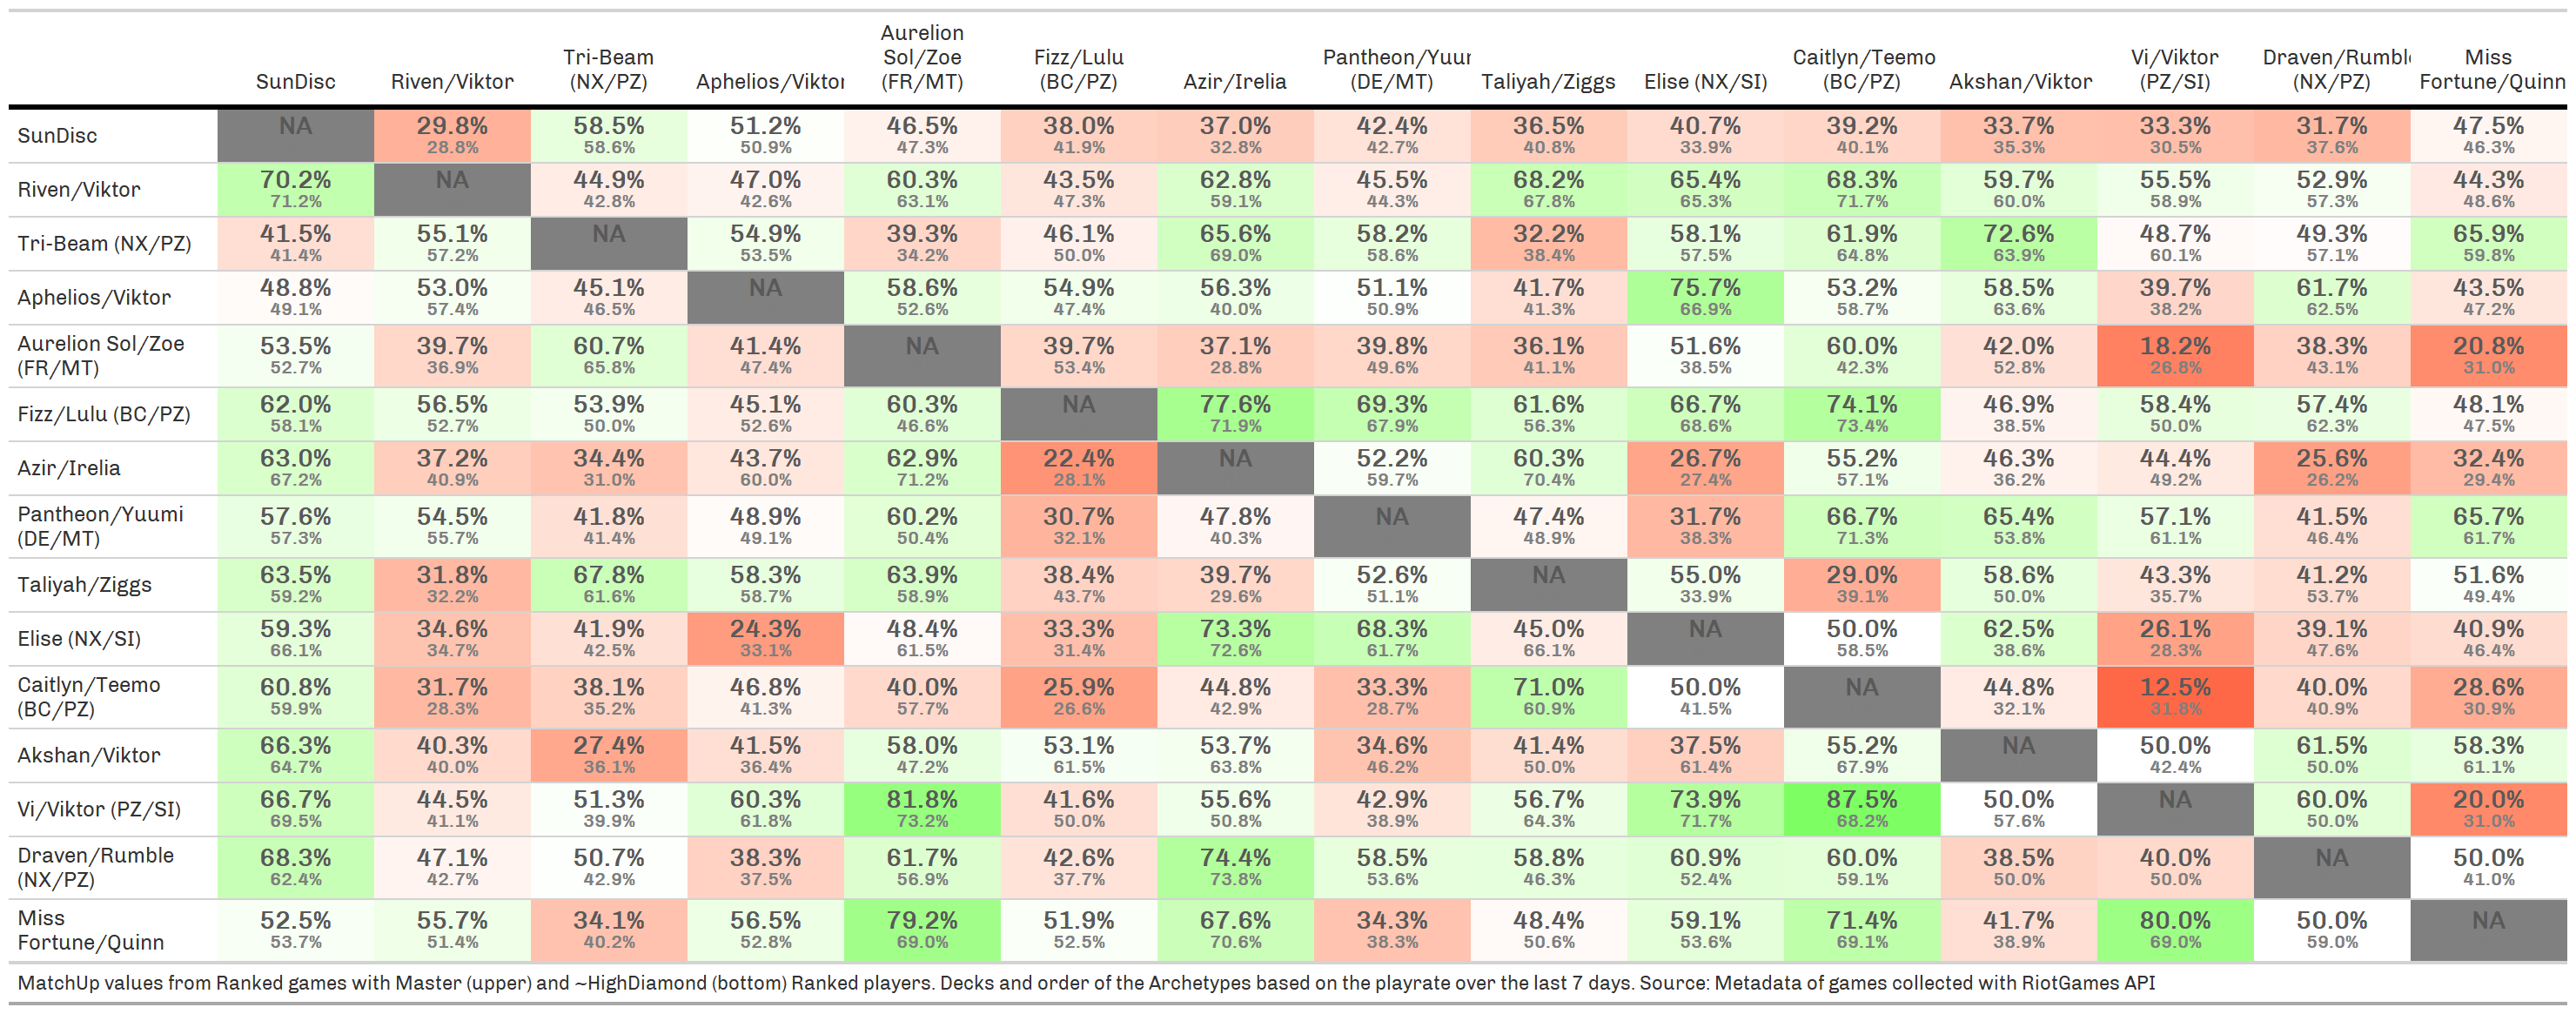 SunDisc Riven/Viktor Tri-Beam (NX/PZ) Aphelios/Viktor Aurelion Sol/Zoe (FR/MT) Fizz/Lulu (BC/PZ) Azir/Irelia Pantheon/Yuur (DE/MT) Taliyah/Ziggs Elise (NX/SI) Caitlyn/Teemo (BC/PZ) Akshan/Viktor Vi/Viktor (PZ/SI) Draven/Rumble (NX/PZ) Miss Fortune/Quinn
SunDisc NA 29.8% 58.5% 51.2% 46.5% 38.0% 37.0% 42.4% 36.5% 40.7% 39.2% 33.7% 33.3% 31.7% 47.5%
28.8% 58.6% 50.9% 47.3% 41.9% 32.8% 42.7% 40.8% 33.9% 40.1% 35.3% 30.5% 37.6% 46.3%
Riven/Viktor 70.2% NA 44.9% 47.0% 60.3% 43.5% 62.8% 45.5% 68.2% 65.4% 68.3% 59.7% 55.5% 52.9% 44.3%
71.2% 42.8% 42.6% 63.1% 47.3% 59.1% 44.3% 67.8% 65.3% 71.7% 60.0% 58.9% 57.3% 48.6%
Tri-Beam (NX/PZ) 41.5% 55.1% NA 54.9% 39.3% 46.1% 65.6% 58.2% 32.2% 58.1% 61.9% 72.6% 48.7% 49.3% 65.9%
41.4% 57.2% 53.5% 34.2% 50.0% 69.0% 58.6% 38.4% 57.5% 64.8% 63.9% 60.1% 57.1% 59.8%
Aphelios/Viktor 48.8% 53.0% 45.1% NA 58.6% 54.9% 56.3% 51.1% 41.7% 75.7% 53.2% 58.5% 39.7% 61.7% 43.5%
49.1% 57.4% 46.5% 52.6% 47.4% 40.0% 50.9% 41.3% 66.9% 58.7% 63.6% 38.2% 62.5% 47.2%
Aurelion Sol/Zoe 53.5% 39.7% 60.7% 41.4% NA 39.7% 37.1% 39.8% 36.1% 51.6% 60.0% 42.0% 18.2% 38.3% 20.8%
(FR/MT) 52.7% 36.9% 65.8% 47.4% 53.4% 28.8% 49.6% 41.1% 38.5% 42.3% 52.8% 26.8% 43.1% 31.0%
Fizz/Lulu (BC/PZ) 62.0% 56.5% 53.9% 45.1% 60.3% NA 77.6% 69.3% 61.6% 66.7% 74.1% 46.9% 58.4% 57.4% 48.1%
58.1% 52.7% 50.0% 52.6% 46.6% 71.9% 67.9% 56.3% 68.6% 73.4% 38.5% 50.0% 62.3% 47.5%
Azir/Irelia 63.0% 37.2% 34.4% 43.7% 62.9% 22.4% NA 52.2% 60.3% 26.7% 55.2% 46.3% 44.4% 25.6% 32.4%
67.2% 40.9% 31.0% 60.0% 71.2% 28.1% 59.7% 70.4% 27.4% 57.1% 36.2% 49.2% 26.2% 29.4%
Pantheon/Yuumi 57.6% 54.5% 41.8% 48.9% 60.2% 30.7% 47.8% NA 47.4% 31.7% 66.7% 65.4% 57.1% 41.5% 65.7%
(DE/MT) 57.3% 55.7% 41.4% 49.1% 50.4% 32.1% 40.3% 48.9% 38.3% 71.3% 53.8% 61.1% 46.4% 61.7%
Taliyah/Ziggs 63.5% 31.8% 67.8% 58.3% 63.9% 38.4% 39.7% 52.6% NA 55.0% 29.0% 58.6% 43.3% 41.2% 51.6%
59.2% 32.2% 61.6% 58.7% 58.9% 43.7% 29.6% 51.1% 33.9% 39.1% 50.0% 35.7% 53.7% 49.4%
Elise (NX/SI) 59.3% 34.6% 41.9% 24.3% 48.4% 33.3% 73.3% 68.3% 45.0% NA 50.0% 62.5% 26.1% 39.1% 40.9%
66.1% 34.7% 42.5% 33.1% 61.5% 31.4% 72.6% 61.7% 66.1% 58.5% 38.6% 28.3% 47.6% 46.4%
Caitlyn/Teemo 60.8% 31.7% 38.1% 46.8% 40.0% 25.9% 44.8% 33.3% 71.0% 50.0% NA 44.8% 12.5% 40.0% 28.6%
(BC/PZ) 59.9% 28.3% 35.2% 41.3% 57.7% 26.6% 42.9% 28.7% 60.9% 41.5% 32.1% 31.8% 40.9% 30.9%
Akshan/Viktor 66.3% 40.3% 27.4% 41.5% 58.0% 53.1% 53.7% 34.6% 41.4% 37.5% 55.2% NA 50.0% 61.5% 58.3%
64.7% 40.0% 36.1% 36.4% 47.2% 61.5% 63.8% 46.2% 50.0% 61.4% 67.9% 42.4% 50.0% 61.1%
Vi/Viktor (PZ/SI) 66.7% 44.5% 51.3% 60.3% 81.8% 41.6% 55.6% 42.9% 56.7% 73.9% 87.5% 50.0% NA 60.0% 20.0%
69.5% 41.1% 39.9% 61.8% 73.2% 50.0% 50.8% 38.9% 64.3% 71.7% 68.2% 57.6% 50.0% 31.0%
Draven/Rumble 68.3% 47.1% 50.7% 38.3% 61.7% 42.6% 74.4% 58.5% 58.8% 60.9% 60.0% 38.5% 40.0% NA 50.0%
(NX/PZ) 62.4% 42.7% 42.9% 37.5% 56.9% 37.7% 73.8% 53.6% 46.3% 52.4% 59.1% 50.0% 50.0% 41.0%
Miss 52.5% 55.7% 34.1% 56.5% 79.2% 51.9% 67.6% 34.3% 48.4% 59.1% 71.4% 41.7% 80.0% 50.0% NA
Fortune/Quinn 53.7% 51.4% 40.2% 52.8% 69.0% 52.5% 70.6% 38.3% 50.6% 53.6% 69.1% 38.9% 69.0% 59.0%
MatchUp values from Ranked games with Master (upper) and ~HighDiamond (bottom) Ranked players. Decks and order of the Archetypes based on the playrate over the last 7 days. Source: Metadata of games collected with RiotGames API